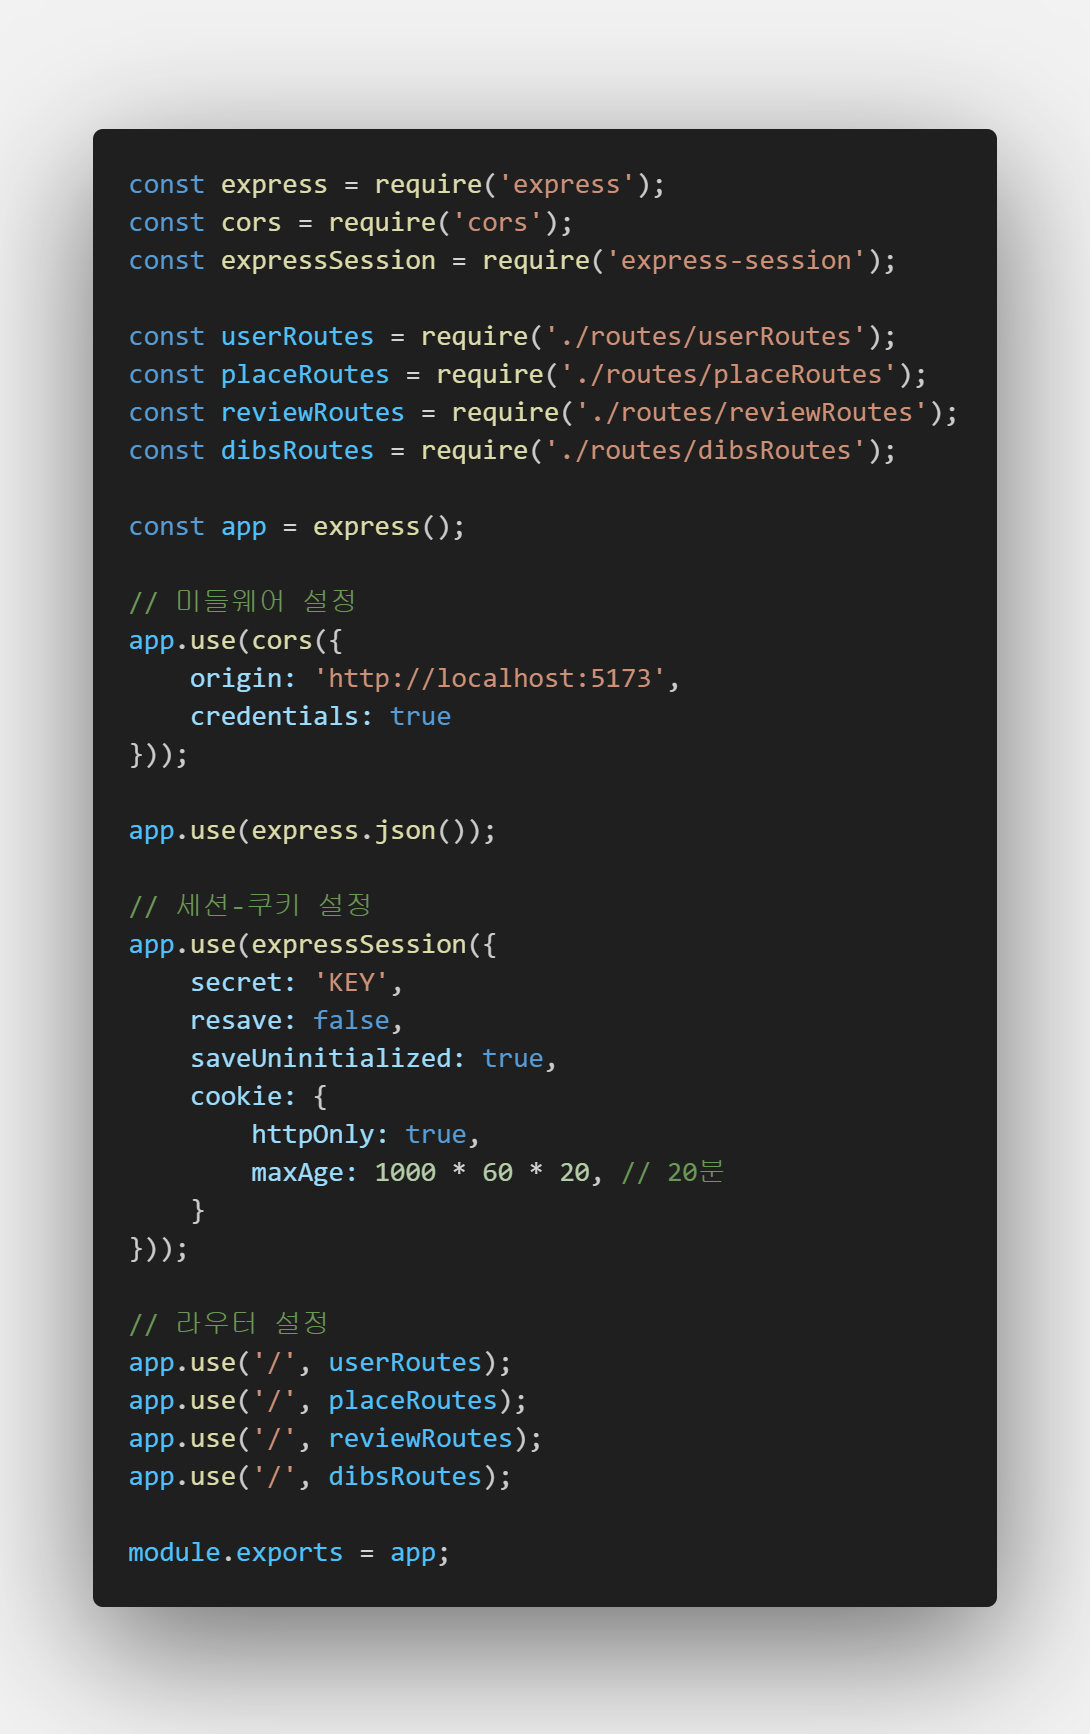 const express = require('express');
const cors = require('cors');
const expressSession = require('express-session');

const userRoutes = require('./routes/userRoutes');
const placeRoutes = require('./routes/placeRoutes');
const reviewRoutes = require('./routes/reviewRoutes');
const dibsRoutes = require('./routes/dibsRoutes');

const app = express();

// 미들웨어 설정
app.use(cors({
    origin: 'http://localhost:5173',
    credentials: true
}));

app.use(express.json());

// 세션-쿠키 설정
app.use(expressSession({
    secret: 'KEY',
    resave: false,
    saveUninitialized: true,
    cookie: {
        httpOnly: true,
        maxAge: 1000 * 60 * 20, // 20분
    }
}));

// 라우터 설정
app.use('/', userRoutes);
app.use('/', placeRoutes);
app.use('/', reviewRoutes);
app.use('/', dibsRoutes);

module.exports = app;